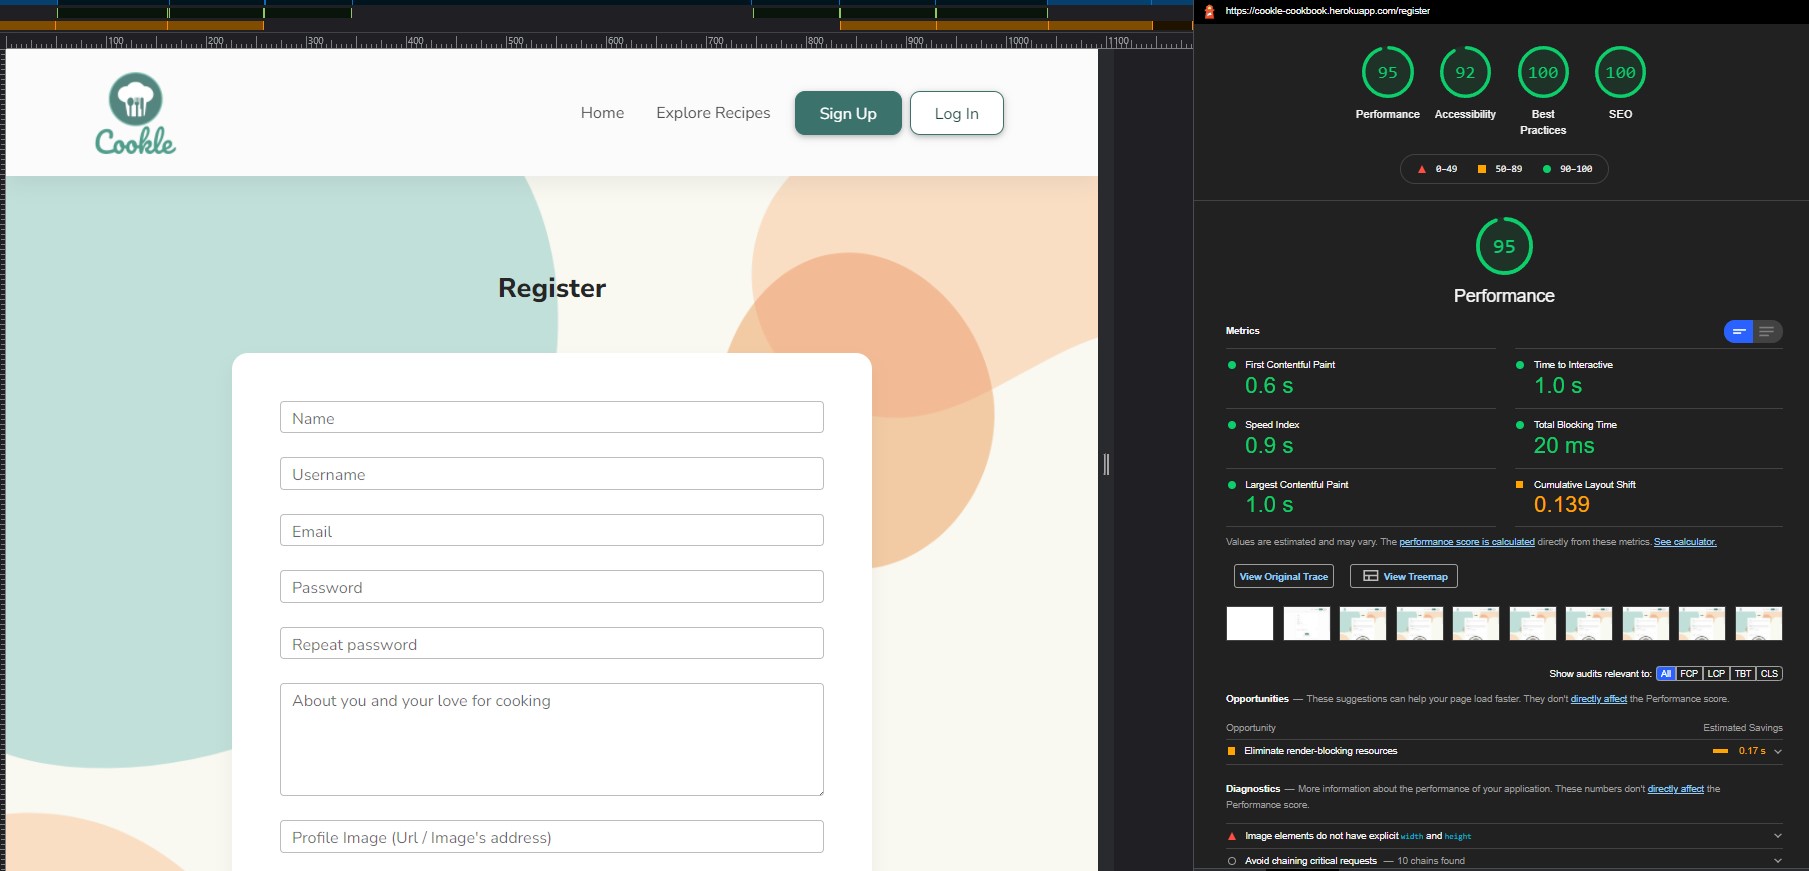 100 200 300 400 500 600 700 800 900 1000 1100
Cookle
Home Explore Recipes Sign Up Log In
Register
Name
Username
Email
Password
Repeat password
About you and your love for cooking
Profile Image (Url / Image's address)
https://cookle-cookbook.herokuapp.com/register
95 92 100 100
Performance Accessibility Best Practices SEO
0–49 50–89 90–100
95
Performance
Metrics
First Contentful Paint Time to Interactive
0.6 s 1.0 s
Speed Index Total Blocking Time
0.9 s 20 ms
Largest Contentful Paint Cumulative Layout Shift
1.0 s 0.139
Values are estimated and may vary. The performance score is calculated directly from these metrics. See calculator.
View Original Trace View Treemap
Show audits relevant to: All FCP LCP TBT CLS
Opportunities — These suggestions can help your page load faster. They don't directly affect the Performance score.
Opportunity Estimated Savings
Eliminate render-blocking resources 0.17 s
Diagnostics — More information about the performance of your application. These numbers don't directly affect the
Performance score.
Image elements do not have explicit width and height
Avoid chaining critical requests — 10 chains found